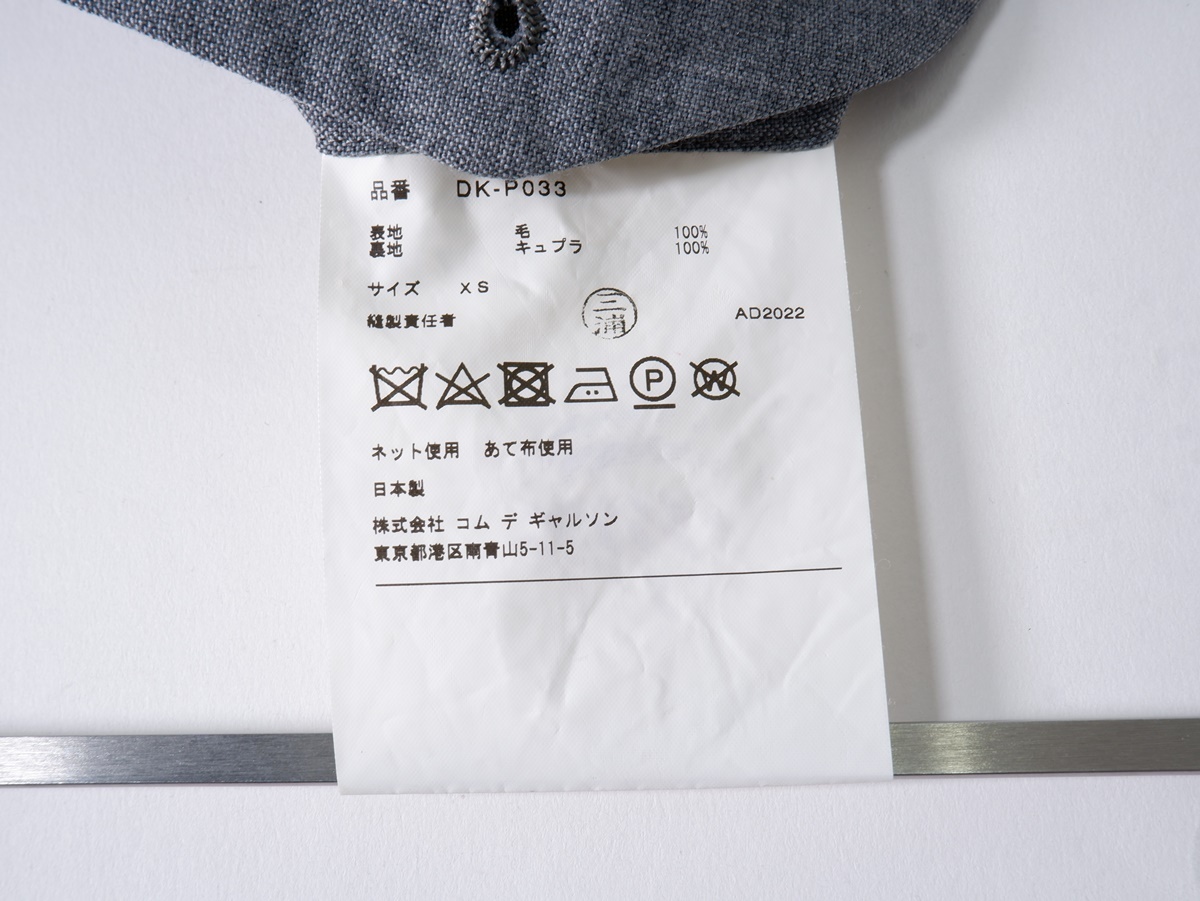 品番 DK-P033
表地 毛 100%
裏地 キュプラ 100%
サイズ XS
縫製責任者 三浦 AD2022
P W
ネット使用 あて布使用
日本製
株式会社 コム デ ギャルソン
東京都港区南青山5-11-5